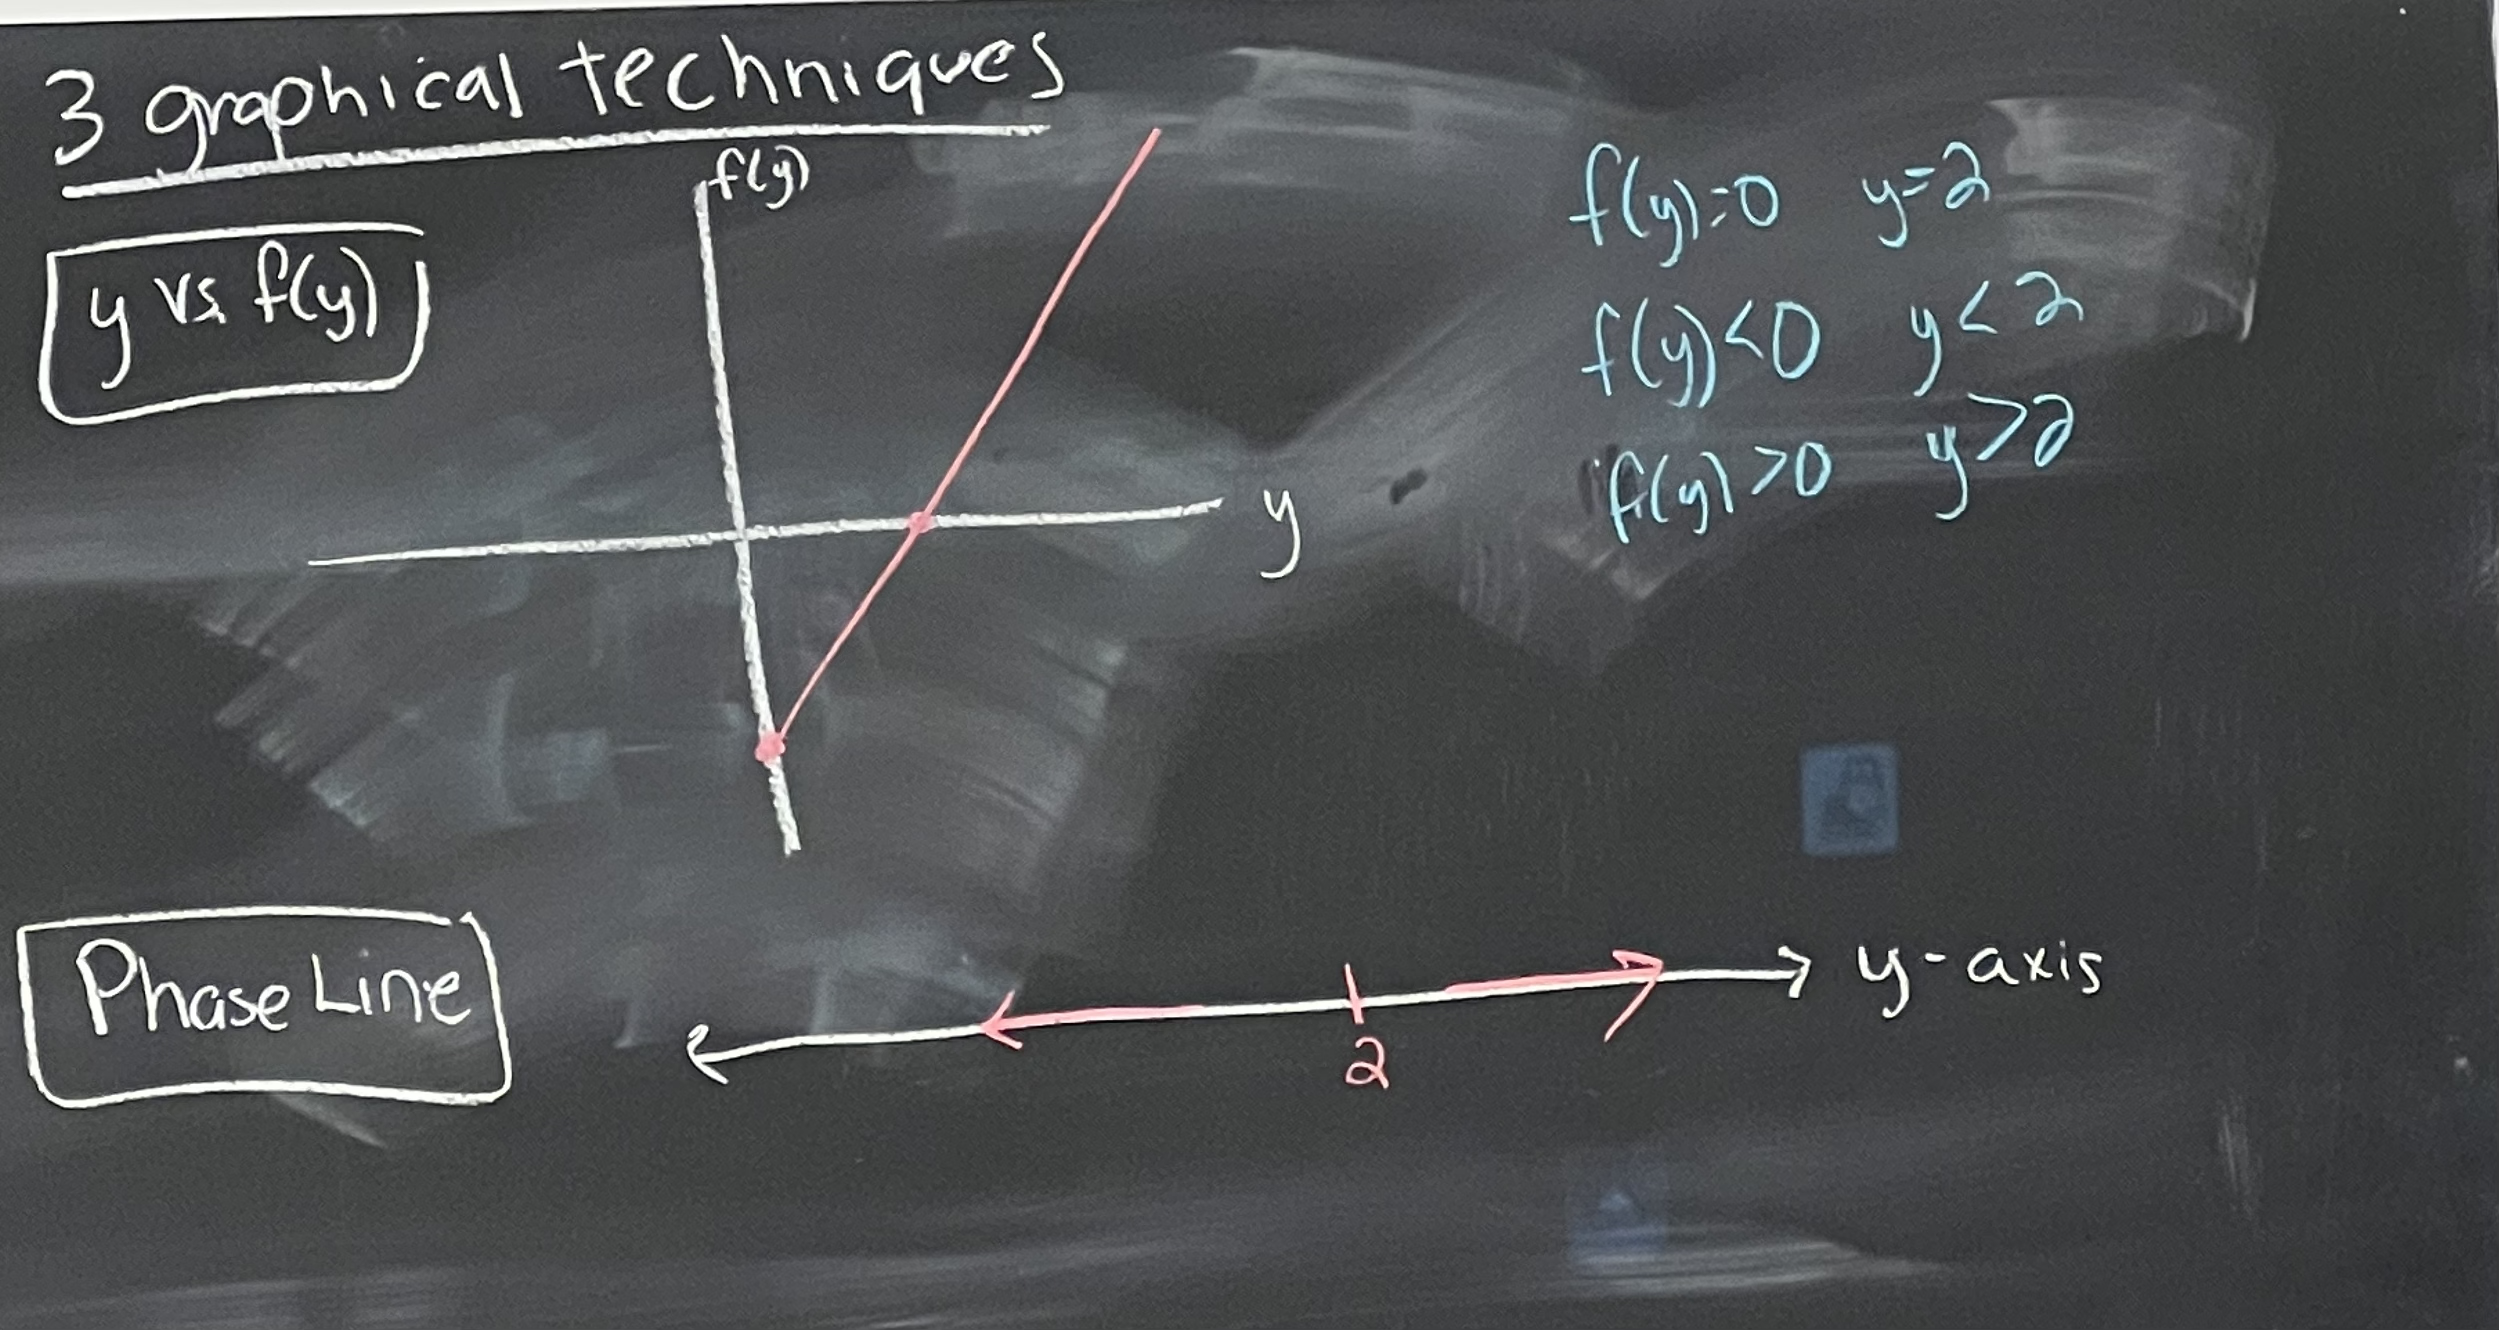 3 graphical techniques
f(y)
y vs f(y)
y
f(y)=0 y=2
f(y)<0 y<2
f(y)>0 y>2
Phase Line
y-axis
2